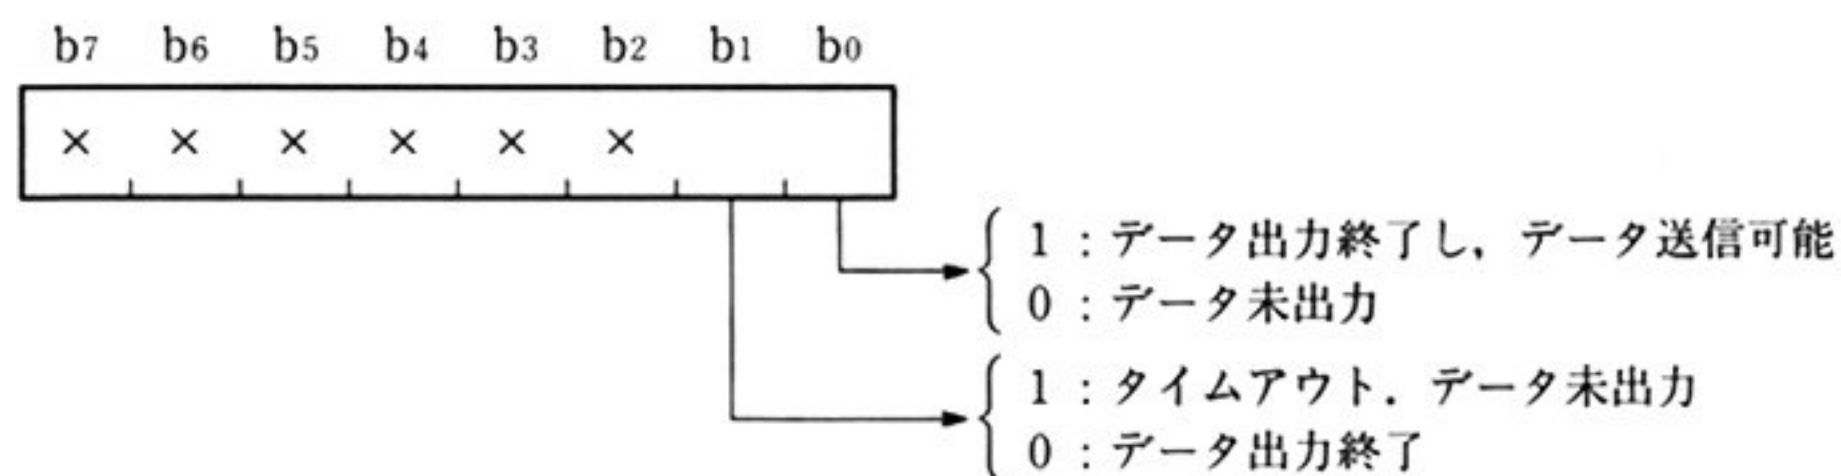 b7 b6 b5 b4 b3 b2 b1 b0
× × × × × ×
1：データ出力終了し，データ送信可能
0：データ未出力
1：タイムアウト．データ未出力
0：データ出力終了